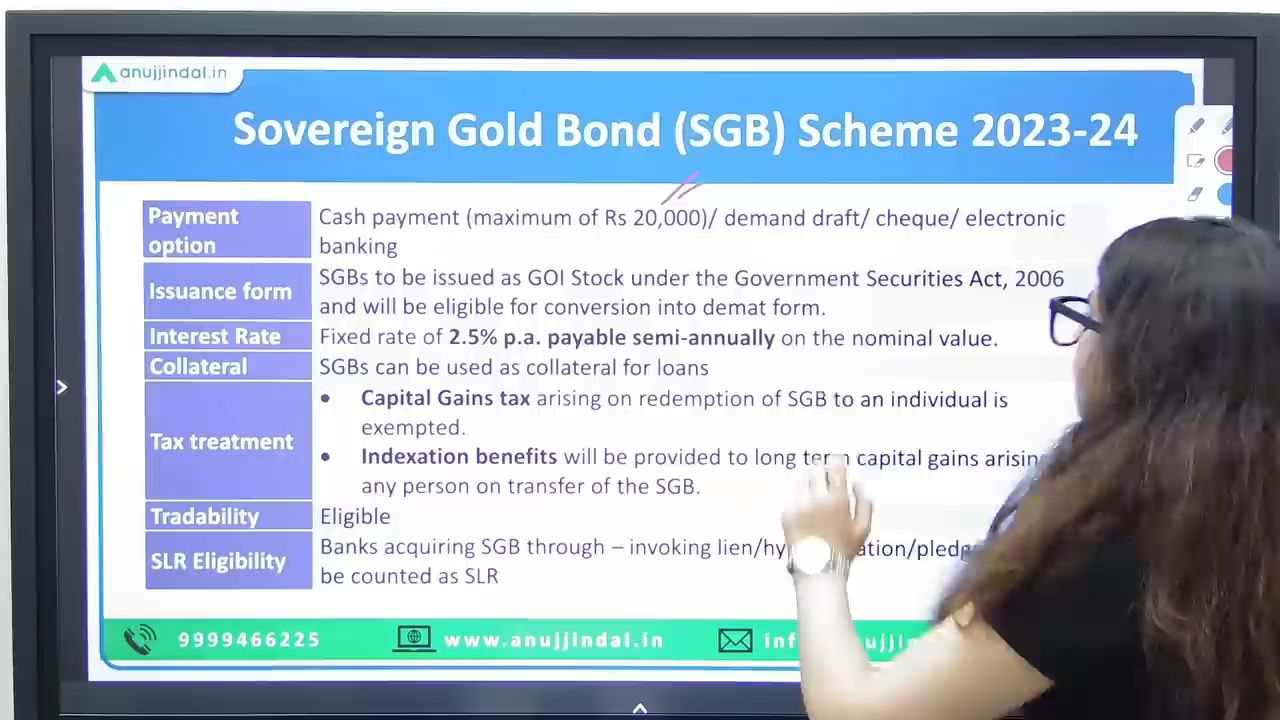 anujjindal.in
Sovereign Gold Bond (SGB) Scheme 2023-24
Payment option
Cash payment (maximum of Rs 20,000)/ demand draft/ cheque/ electronic
banking
Issuance form
SGBs to be issued as GOI Stock under the Government Securities Act, 2006
and will be eligible for conversion into demat form.
Interest Rate
Fixed rate of 2.5% p.a. payable semi-annually on the nominal value.
Collateral
SGBs can be used as collateral for loans
Tax treatment
• Capital Gains tax arising on redemption of SGB to an individual is
exempted.
• Indexation benefits will be provided to long term capital gains arising
any person on transfer of the SGB.
Tradability
Eligible
SLR Eligibility
Banks acquiring SGB through – invoking
be counted as SLR
9999466225
www.anujjindal.in